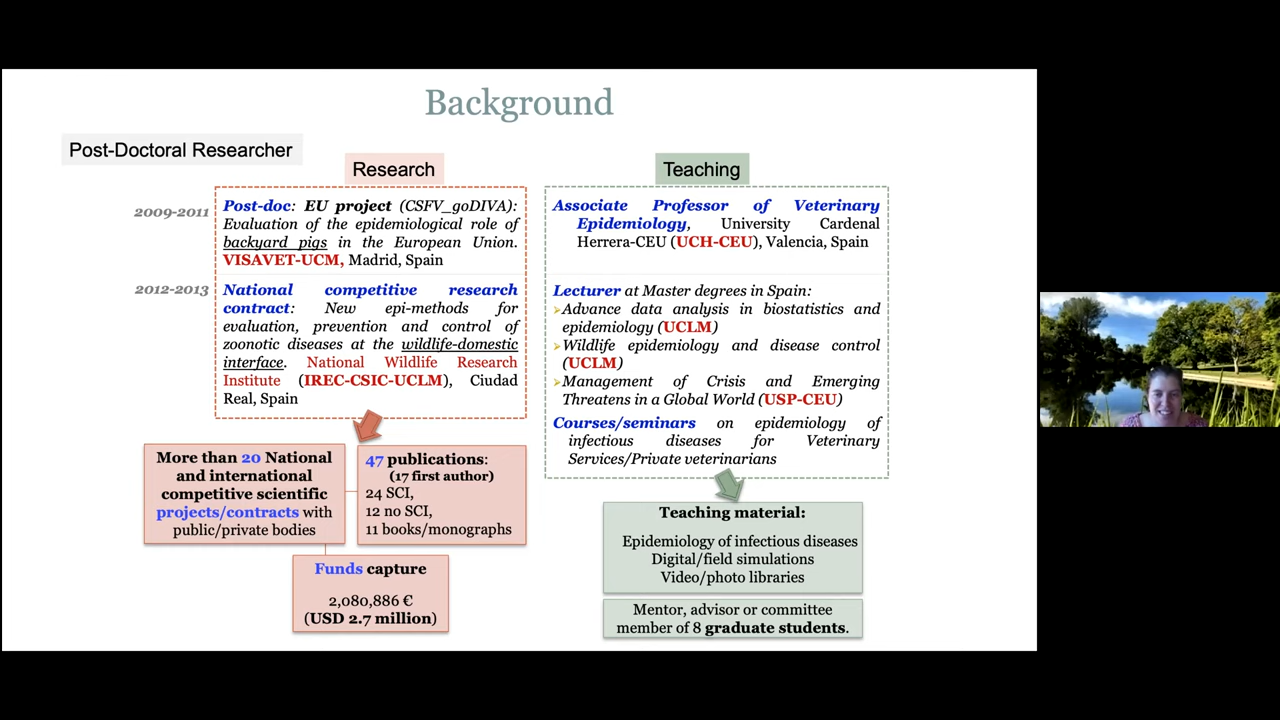 Background
Post-Doctoral Researcher
Research
2009-2011
Post-doc: EU project (CSFV_goDIVA):
Evaluation of the epidemiological role of
backyard pigs in the European Union.
VISAVET-UCM, Madrid, Spain
2012-2013
National competitive research
contract: New epi-methods for
evaluation, prevention and control of
zoonotic diseases at the wildlife-domestic
interface. National Wildlife Research
Institute (IREC-CSIC-UCLM), Ciudad
Real, Spain
More than 20 National
and international
competitive scientific
projects/contracts with
public/private bodies
47 publications:
(17 first author)
24 SCI,
12 no SCI,
11 books/monographs
Funds capture
2,080,886 €
(USD 2.7 million)
Teaching
Associate Professor of Veterinary
Epidemiology, University Cardenal
Herrera-CEU (UCH-CEU), Valencia, Spain
Lecturer at Master degrees in Spain:
➢Advance data analysis in biostatistics and
epidemiology (UCLM)
➢Wildlife epidemiology and disease control
(UCLM)
➢Management of Crisis and Emerging
Threatens in a Global World (USP-CEU)
Courses/seminars on epidemiology of
infectious diseases for Veterinary
Services/Private veterinarians
Teaching material:
Epidemiology of infectious diseases
Digital/field simulations
Video/photo libraries
Mentor, advisor or committee
member of 8 graduate students.